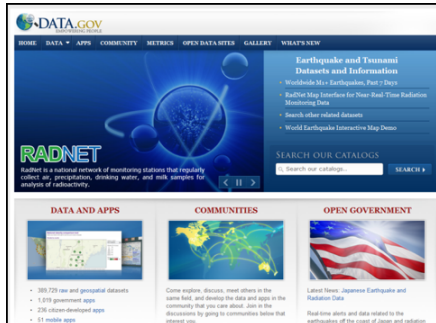 DATA.GOV
EMPOWERING PEOPLE
HOME DATA APPS COMMUNITY METRICS OPEN DATA SITES GALLERY WHAT'S NEW
Earthquake and Tsunami
Datasets and Information
Worldwide M1+ Earthquakes, Past 7 Days
RadNet Map Interface for Near-Real-Time Radiation
Monitoring Data
Search other related datasets
World Earthquake Interactive Map Demo
RADNET
RadNet is a national network of monitoring stations that regularly
collect air, precipitation, drinking water, and milk samples for
analysis of radioactivity.
SEARCH OUR CATALOGS
Search our catalogs...
SEARCH
DATA AND APPS
389,729 raw and geospatial datasets
1,019 government apps
236 citizen-developed apps
51 mobile apps
COMMUNITIES
Come explore, discuss, meet others in the
same field, and develop the data and apps in the
community that you care about. Join in the
discussions by going to communities below that
interest you.
OPEN GOVERNMENT
Latest News: Japanese Earthquake and
Radiation Data
Real-time alerts and data related to the
earthquakes off the coast of Japan and radiation